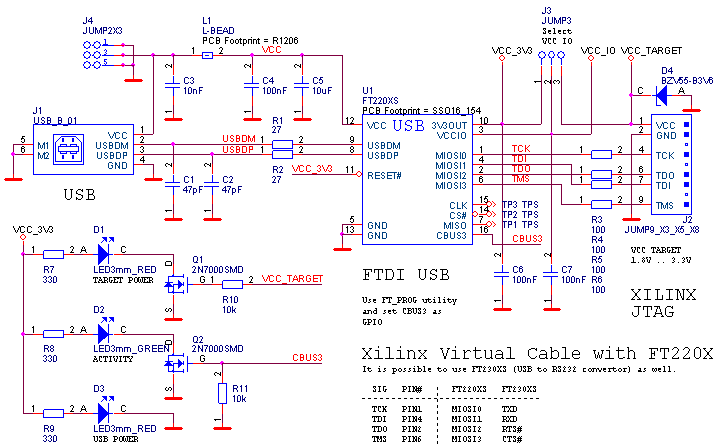 J4
JUMP2X3
1
2
3
4
5
6
L1
L-BEAD
PCB Footprint = R1206
VCC
C3
10nF
C4
100nF
C5
10uF
J3
JUMP3
Select
VCC IO
VCC_3V3
VCC_IO
VCC_TARGET
D4
BZV55-B3V6
C
A
J1
USB_B_01
VCC
USBDM
USBDP
GND
M1
M2
5
6
1
2
3
4
USB
USBDM
USBDP
R1
27
R2
27
C1
47pF
C2
47pF
VCC_3V3
U1
FT220XS
PCB Footprint = SSO16_154
USB
12
VCC
9
USBDM
8
USBDP
11
RESET#
5
GND
13
GND
3V3OUT
10
VCCIO
3
MIOSI0
1
MIOSI1
4
MIOSI2
2
MIOSI3
6
CLK
15
CS#
14
MISO
7
CBUS3
16
TP3 TPS
TP2 TPS
TP1 TPS
CBUS3
TCK
TDI
TDO
TMS
1
2
4
6
7
9
VCC
GND
TCK
TDO
TDI
TMS
J2
JUMP9_X3_X5_X8
R3
100
R4
100
R5
100
R6
100
VCC TARGET
1.8V .. 3.3V
C6
100nF
C7
100nF
FTDI USB
Use FT_PROG utility
and set CBUS3 as
GPIO
XILINX
JTAG
VCC_3V3
D1
1
2
A
C
R7
330
LED3mm_RED
TARGET POWER
Q1
2N7000SMD
D
S
G
1
2
VCC_TARGET
R10
10k
D2
1
2
A
C
R8
330
LED3mm_GREEN
ACTIVITY
Q2
2N7000SMD
D
S
G
CBUS3
R11
10k
D3
1
2
A
C
R9
330
LED3mm_RED
USB POWER
Xilinx Virtual Cable with FT220X
It is possible to use FT230XS (USB to RS232 convertor) as well.
SIG PIN# FT220XS FT230XS
TCK PIN1 MIOSI0 TXD
TDI PIN4 MIOSI1 RXD
TDO PIN2 MIOSI2 RTS#
TMS PIN6 MIOSI3 CTS#